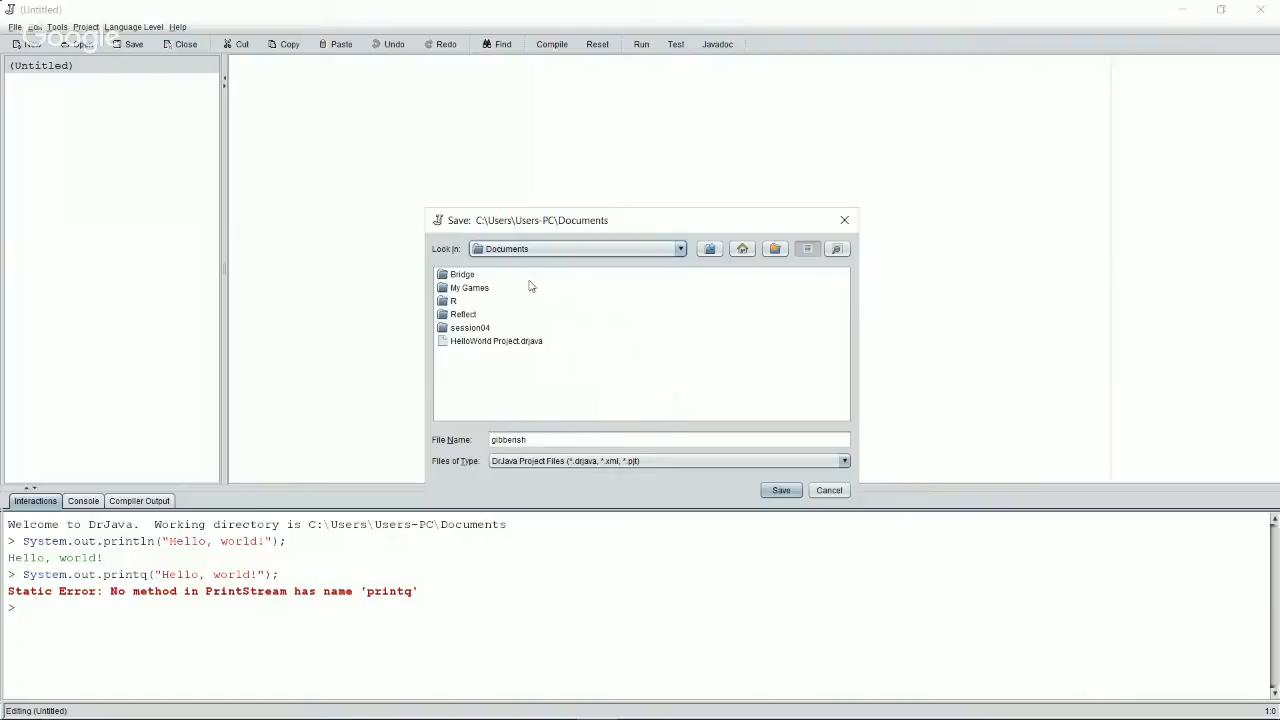 (Untitled)
File Edit Tools Project Language Level Help
Google
New Open Save Close Cut Copy Paste Undo Redo Find Compile Reset Run Test Javadoc
(Untitled)
Save: C:\Users\Users-PC\Documents
Look in: Documents
Bridge
My Games
R
Reflect
session04
HelloWorld Project.drjava
File Name: gibberish
Files of Type: DrJava Project Files (*.drjava, *.xml, *.pjt)
Save Cancel
Interactions Console Compiler Output
Welcome to DrJava. Working directory is C:\Users\Users-PC\Documents
> System.out.println("Hello, world!");
Hello, world!
> System.out.printq("Hello, world!");
Static Error: No method in PrintStream has name 'printq'
>
Editing (Untitled) 1:0